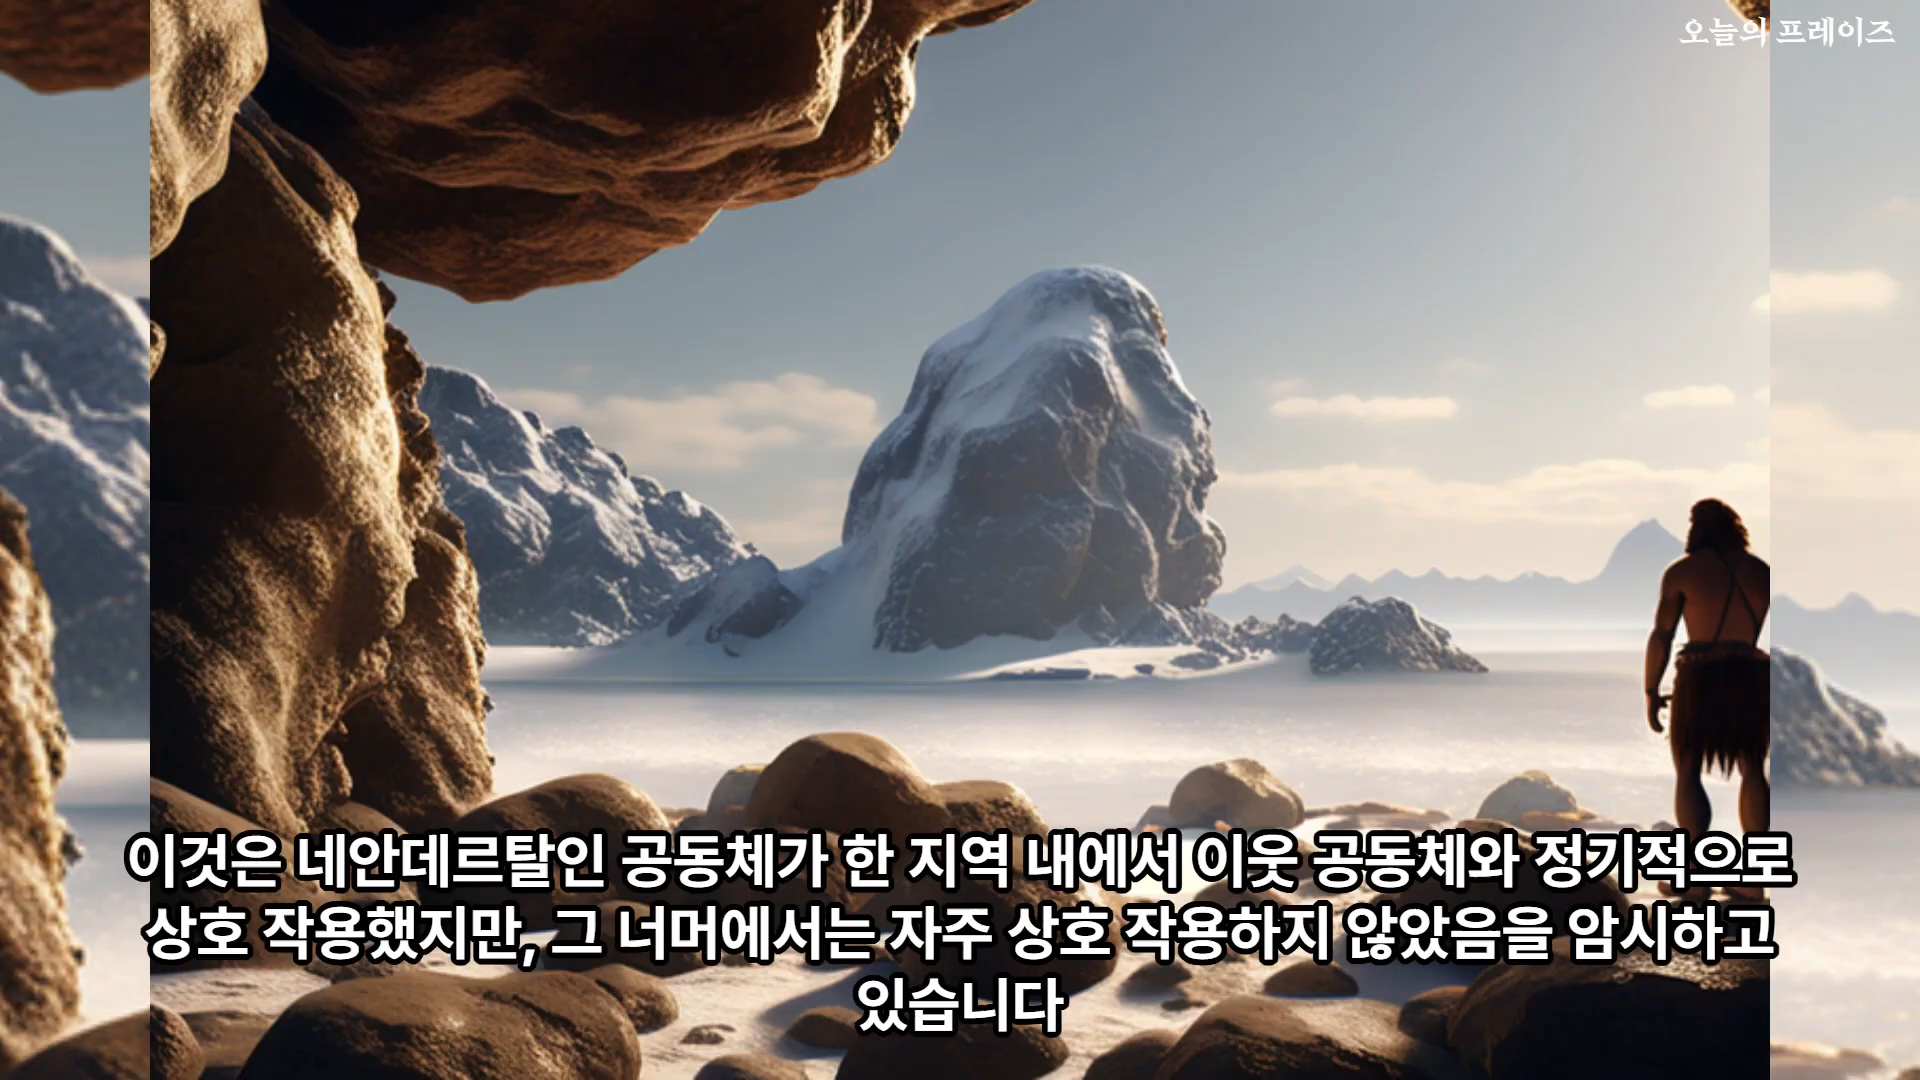 오늘의 프레이즈
이것은 네안데르탈인 공동체가 한 지역 내에서 이웃 공동체와 정기적으로
상호 작용했지만, 그 너머에서는 자주 상호 작용하지 않았음을 암시하고
있습니다